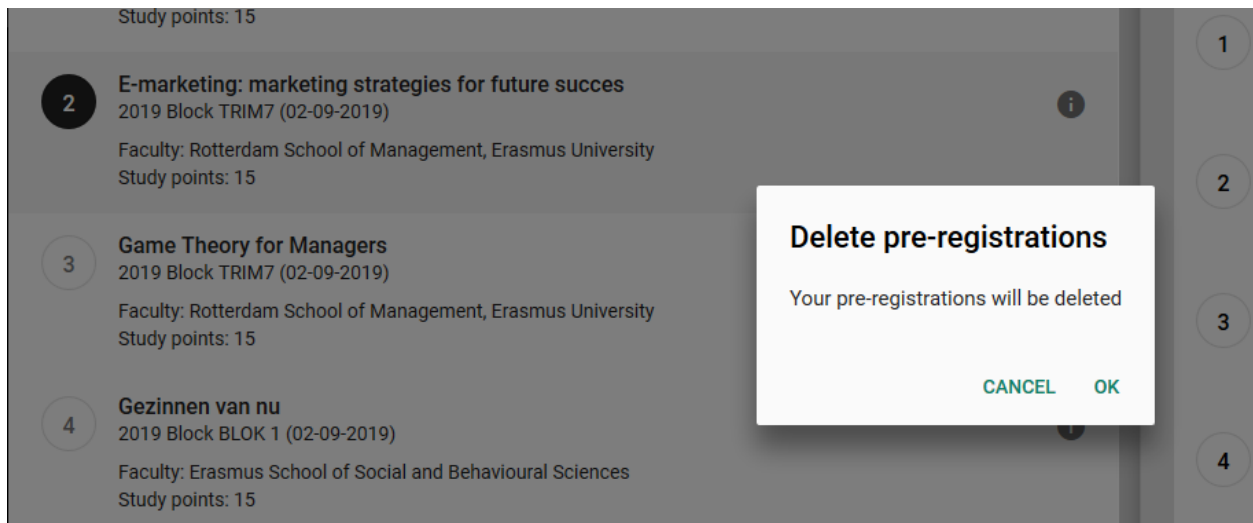 Study points: 15
2
E-marketing: marketing strategies for future succes
2019 Block TRIM7 (02-09-2019)
i
Faculty: Rotterdam School of Management, Erasmus University
Study points: 15
3
Game Theory for Managers
2019 Block TRIM7 (02-09-2019)
Faculty: Rotterdam School of Management, Erasmus University
Study points: 15
4
Gezinnen van nu
2019 Block BLOK 1 (02-09-2019)
Faculty: Erasmus School of Social and Behavioural Sciences
Study points: 15
Delete pre-registrations
Your pre-registrations will be deleted
CANCEL OK
1
2
3
4